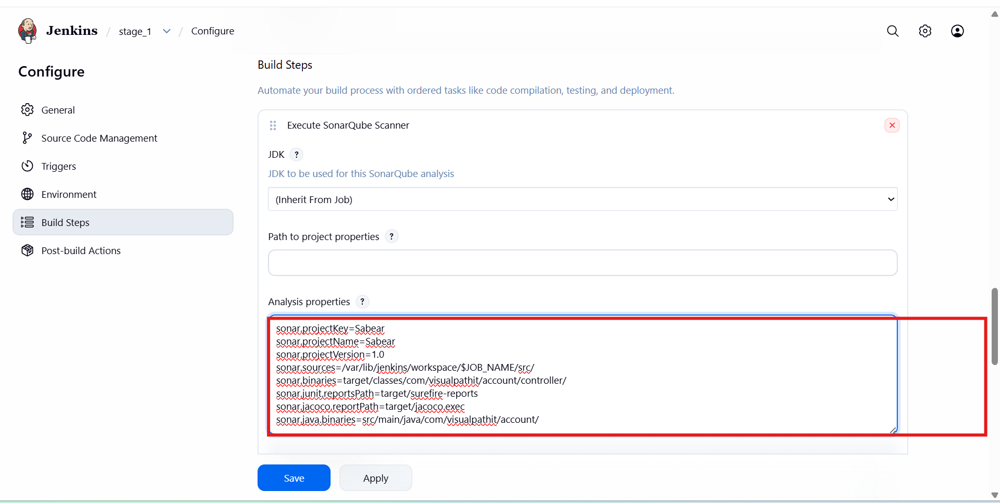 Jenkins / stage_1 / Configure
Configure
General
Source Code Management
Triggers
Environment
Build Steps
Post-build Actions
Build Steps
Automate your build process with ordered tasks like code compilation, testing, and deployment.
Execute SonarQube Scanner
JDK ?
JDK to be used for this SonarQube analysis
(Inherit From Job)
Path to project properties ?
Analysis properties ?
sonar.projectKey=Sabear
sonar.projectName=Sabear
sonar.projectVersion=1.0
sonar.sources=/var/lib/jenkins/workspace/$JOB_NAME/src/
sonar.binaries=target/classes/com/visualpathit/account/controller/
sonar.junit.reportsPath=target/surefire-reports
sonar.jacoco.reportPath=target/jacoco.exec
sonar.java.binaries=src/main/java/com/visualpathit/account/
Save Apply